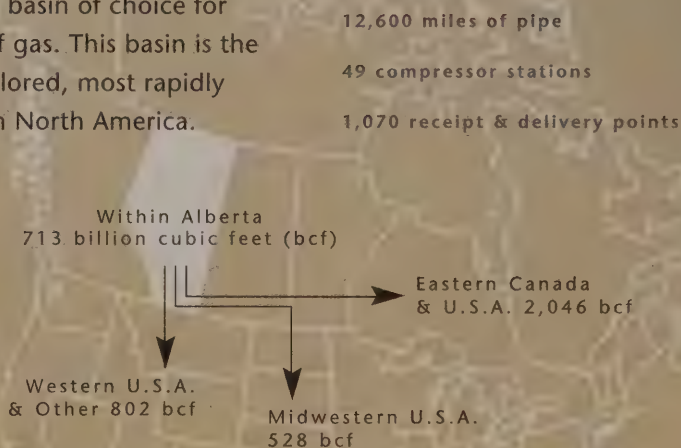 basin of choice for
f gas. This basin is the
lored, most rapidly
n North America.
12,600 miles of pipe
49 compressor stations
1,070 receipt & delivery points
Within Alberta
713 billion cubic feet (bcf)
Eastern Canada
& U.S.A. 2,046 bcf
Western U.S.A.
& Other 802 bcf
Midwestern U.S.A.
528 bcf